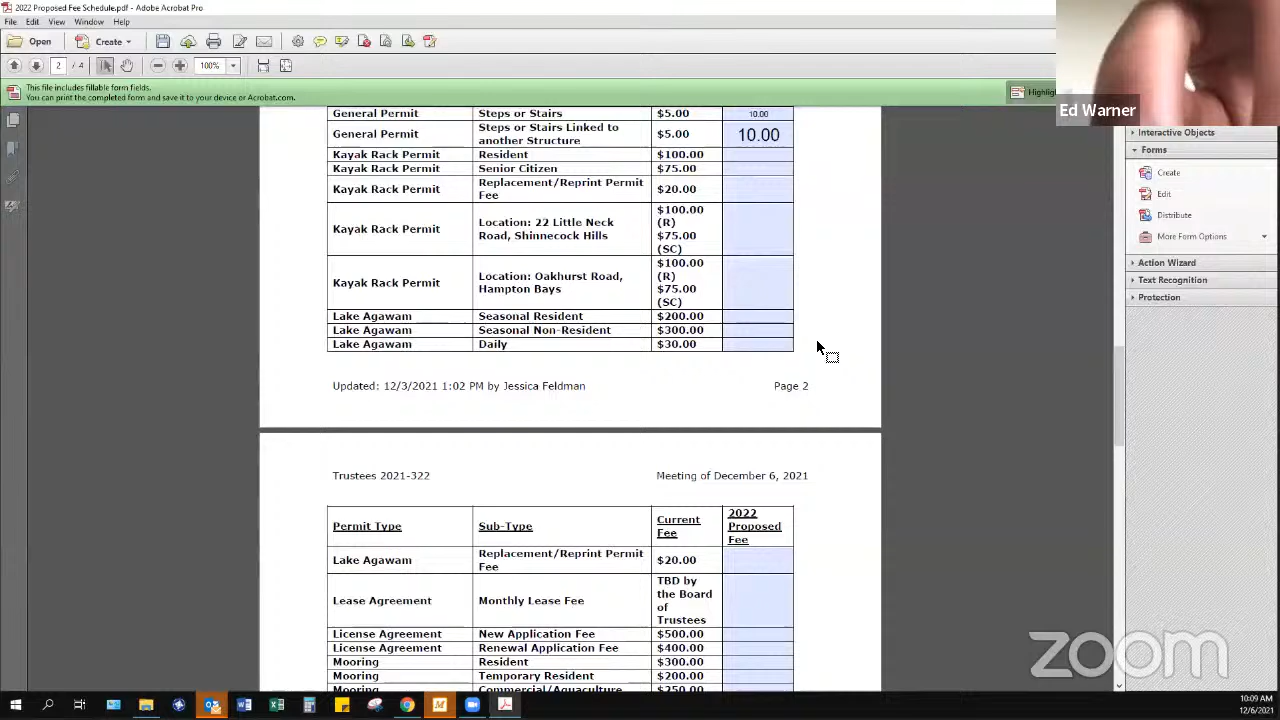 2022 Proposed Fee Schedule.pdf - Adobe Acrobat Pro
File Edit View Window Help
Open Create
2 / 4 100%
This file includes fillable form fields.
You can print the completed form and save it to your device or Acrobat.com.
Highlig
Ed Warner
General Permit Steps or Stairs $5.00 10.00
General Permit Steps or Stairs Linked to another Structure $5.00 10.00
Kayak Rack Permit Resident $100.00
Kayak Rack Permit Senior Citizen $75.00
Kayak Rack Permit Replacement/Reprint Permit Fee $20.00
Kayak Rack Permit Location: 22 Little Neck Road, Shinnecock Hills $100.00 (R) $75.00 (SC)
Kayak Rack Permit Location: Oakhurst Road, Hampton Bays $100.00 (R) $75.00 (SC)
Lake Agawam Seasonal Resident $200.00
Lake Agawam Seasonal Non-Resident $300.00
Lake Agawam Daily $30.00
Updated: 12/3/2021 1:02 PM by Jessica Feldman Page 2
Trustees 2021-322 Meeting of December 6, 2021
Permit Type Sub-Type Current Fee 2022 Proposed Fee
Lake Agawam Replacement/Reprint Permit Fee $20.00
Lease Agreement Monthly Lease Fee TBD by the Board of Trustees
License Agreement New Application Fee $500.00
License Agreement Renewal Application Fee $400.00
Mooring Resident $300.00
Mooring Temporary Resident $200.00
Mooring Commercial/Aquaculture $250.00
Interactive Objects
Forms
Create
Edit
Distribute
More Form Options
Action Wizard
Text Recognition
Protection
zoom
10:09 AM
12/6/2021